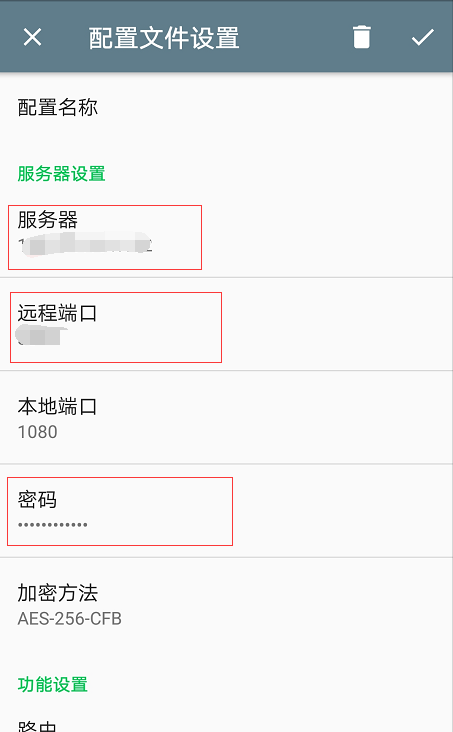 配置文件设置
配置名称
服务器设置
服务器
远程端口
本地端口
1080
密码
••••••••••••
加密方法
AES-256-CFB
功能设置
路由